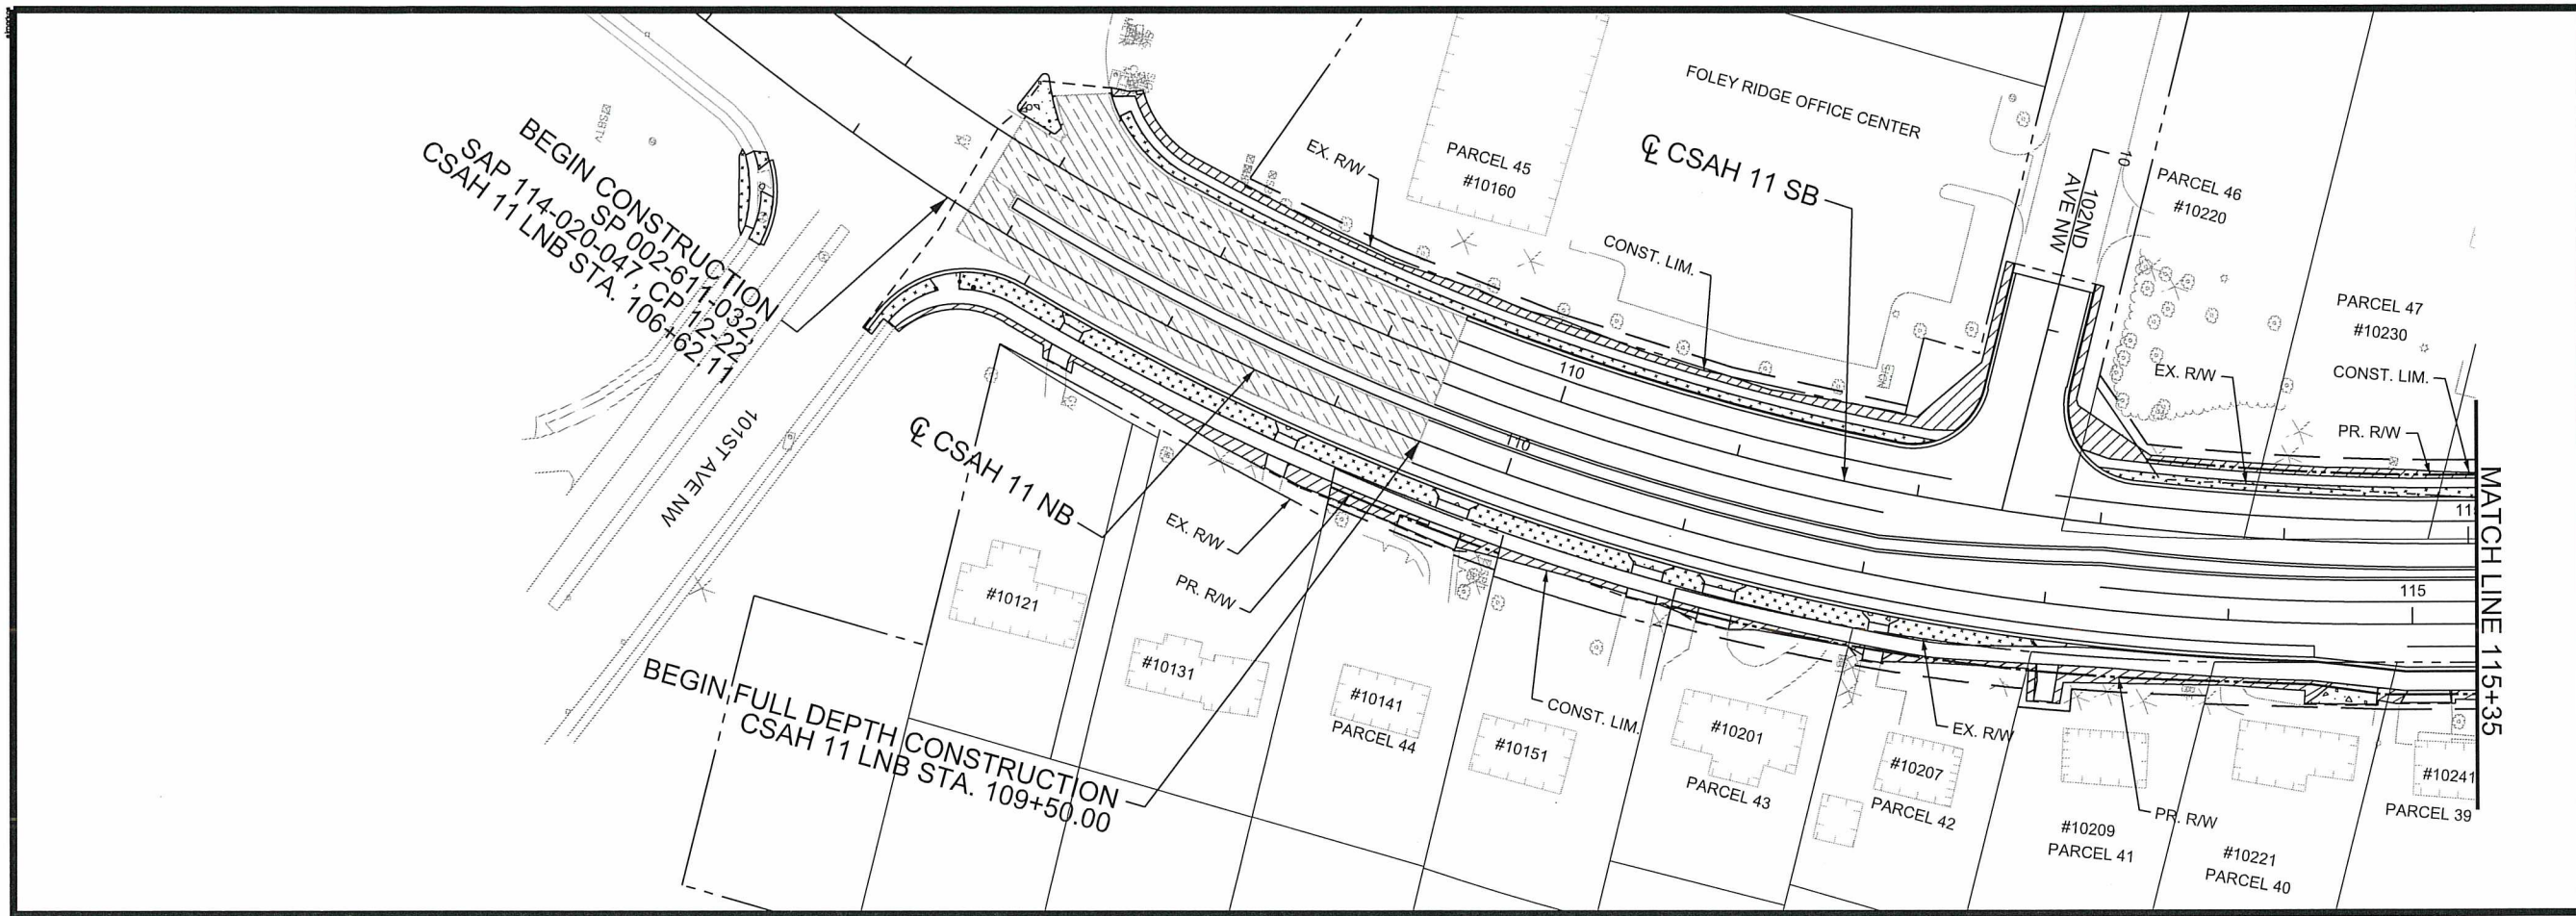 BEGIN CONSTRUCTION
SP 002-611-032,
SAP 114-020-047, CP 12-22,
CSAH 11 LNB STA. 106+62.11
101ST AVE NW
BEGIN FULL DEPTH CONSTRUCTION
CSAH 11 LNB STA. 109+50.00
℄ CSAH 11 NB
EX. R/W
PR. R/W
#10121
#10131
#10141
PARCEL 44
#10151
CONST. LIM.
#10201
PARCEL 43
#10207
PARCEL 42
EX. R/W
PR. R/W
#10209
PARCEL 41
#10221
PARCEL 40
#10241
PARCEL 39
EX. R/W
PARCEL 45
#10160
FOLEY RIDGE OFFICE CENTER
℄ CSAH 11 SB
CONST. LIM.
SIGN
110
110
102ND
AVE NW
10
PARCEL 46
#10220
PARCEL 47
#10230
EX. R/W
CONST. LIM.
PR. R/W
115
MATCH LINE 115+35